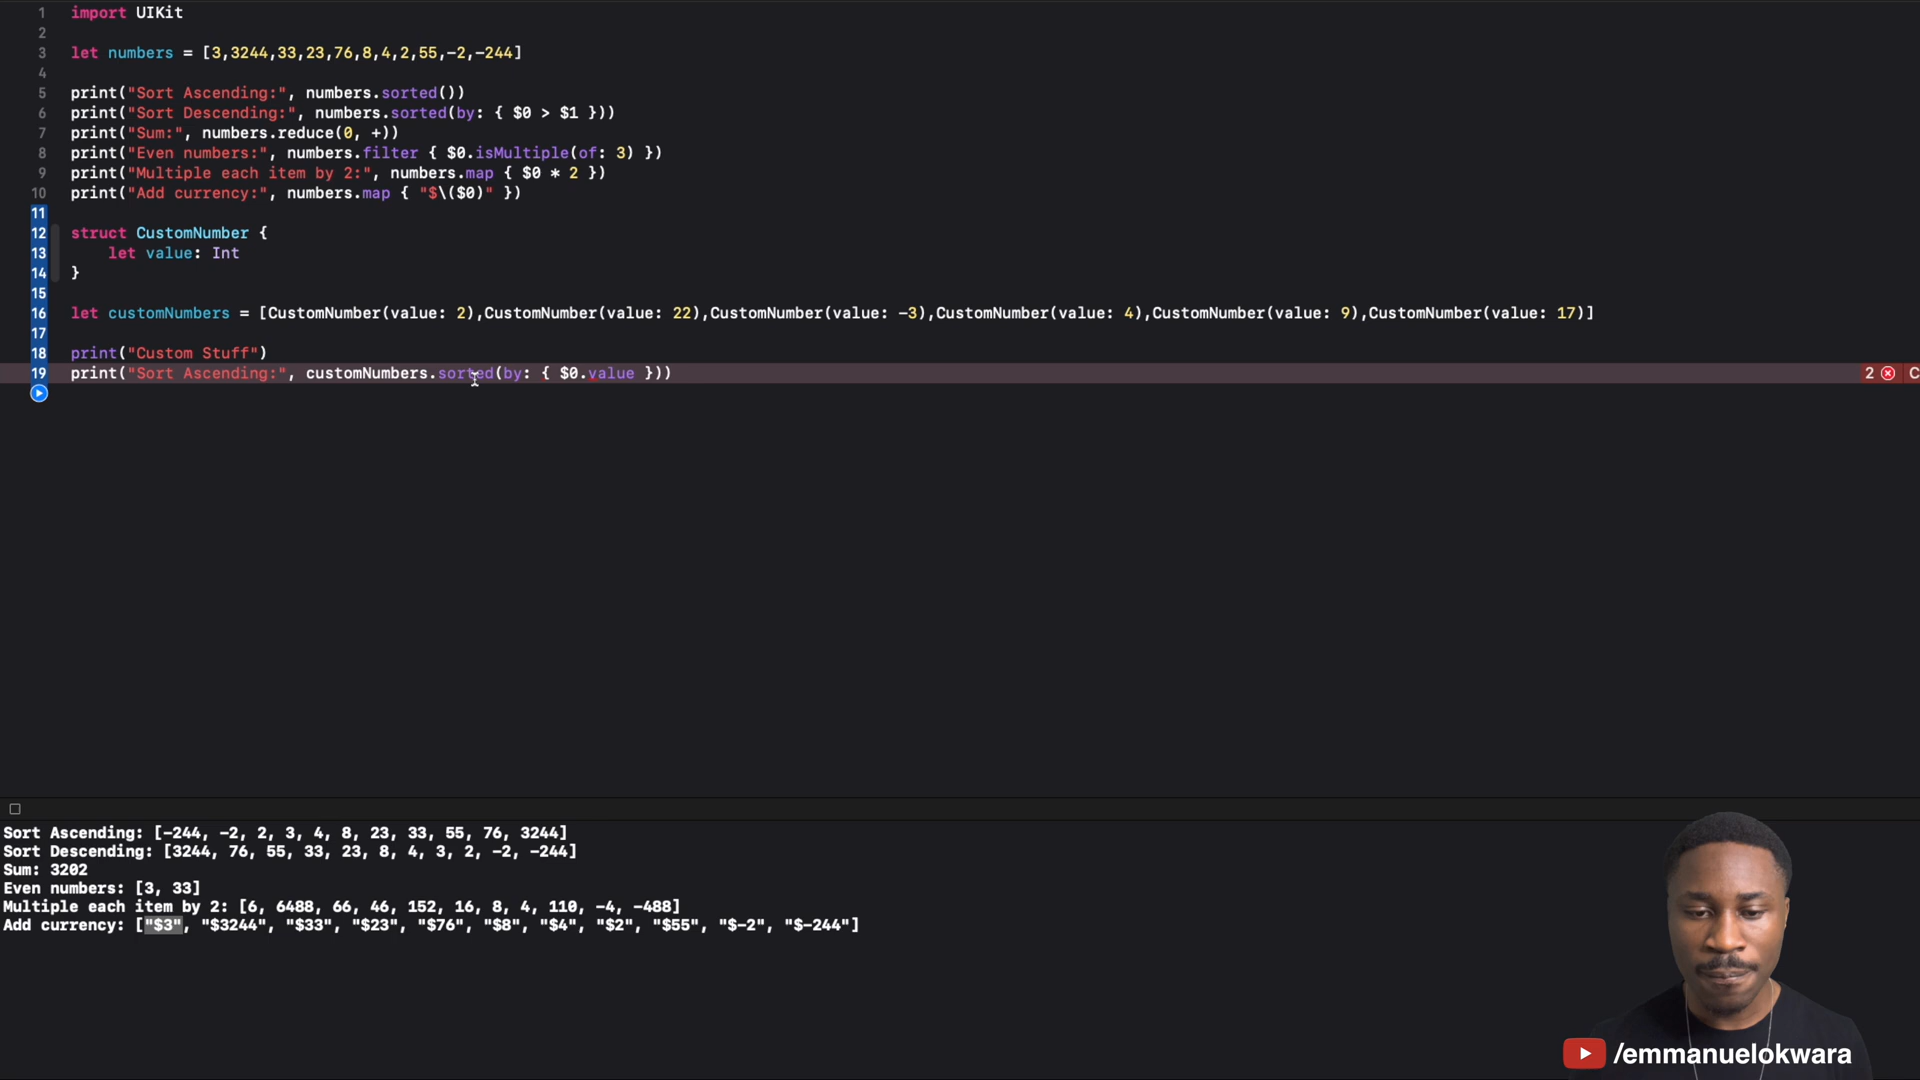 1 import UIKit
2
3 let numbers = [3,3244,33,23,76,8,4,2,55,-2,-244]
4
5 print("Sort Ascending:", numbers.sorted())
6 print("Sort Descending:", numbers.sorted(by: { $0 > $1 }))
7 print("Sum:", numbers.reduce(0, +))
8 print("Even numbers:", numbers.filter { $0.isMultiple(of: 3) })
9 print("Multiple each item by 2:", numbers.map { $0 * 2 })
10 print("Add currency:", numbers.map { "$\($0)" })
11
12 struct CustomNumber {
13 let value: Int
14 }
15
16 let customNumbers = [CustomNumber(value: 2),CustomNumber(value: 22),CustomNumber(value: -3),CustomNumber(value: 4),CustomNumber(value: 9),CustomNumber(value: 17)]
17
18 print("Custom Stuff")
19 print("Sort Ascending:", customNumbers.sorted(by: { $0.value })) 2 C
Sort Ascending: [-244, -2, 2, 3, 4, 8, 23, 33, 55, 76, 3244]
Sort Descending: [3244, 76, 55, 33, 23, 8, 4, 3, 2, -2, -244]
Sum: 3202
Even numbers: [3, 33]
Multiple each item by 2: [6, 6488, 66, 46, 152, 16, 8, 4, 110, -4, -488]
Add currency: ["$3", "$3244", "$33", "$23", "$76", "$8", "$4", "$2", "$55", "$-2", "$-244"]
/emmanuelokwara